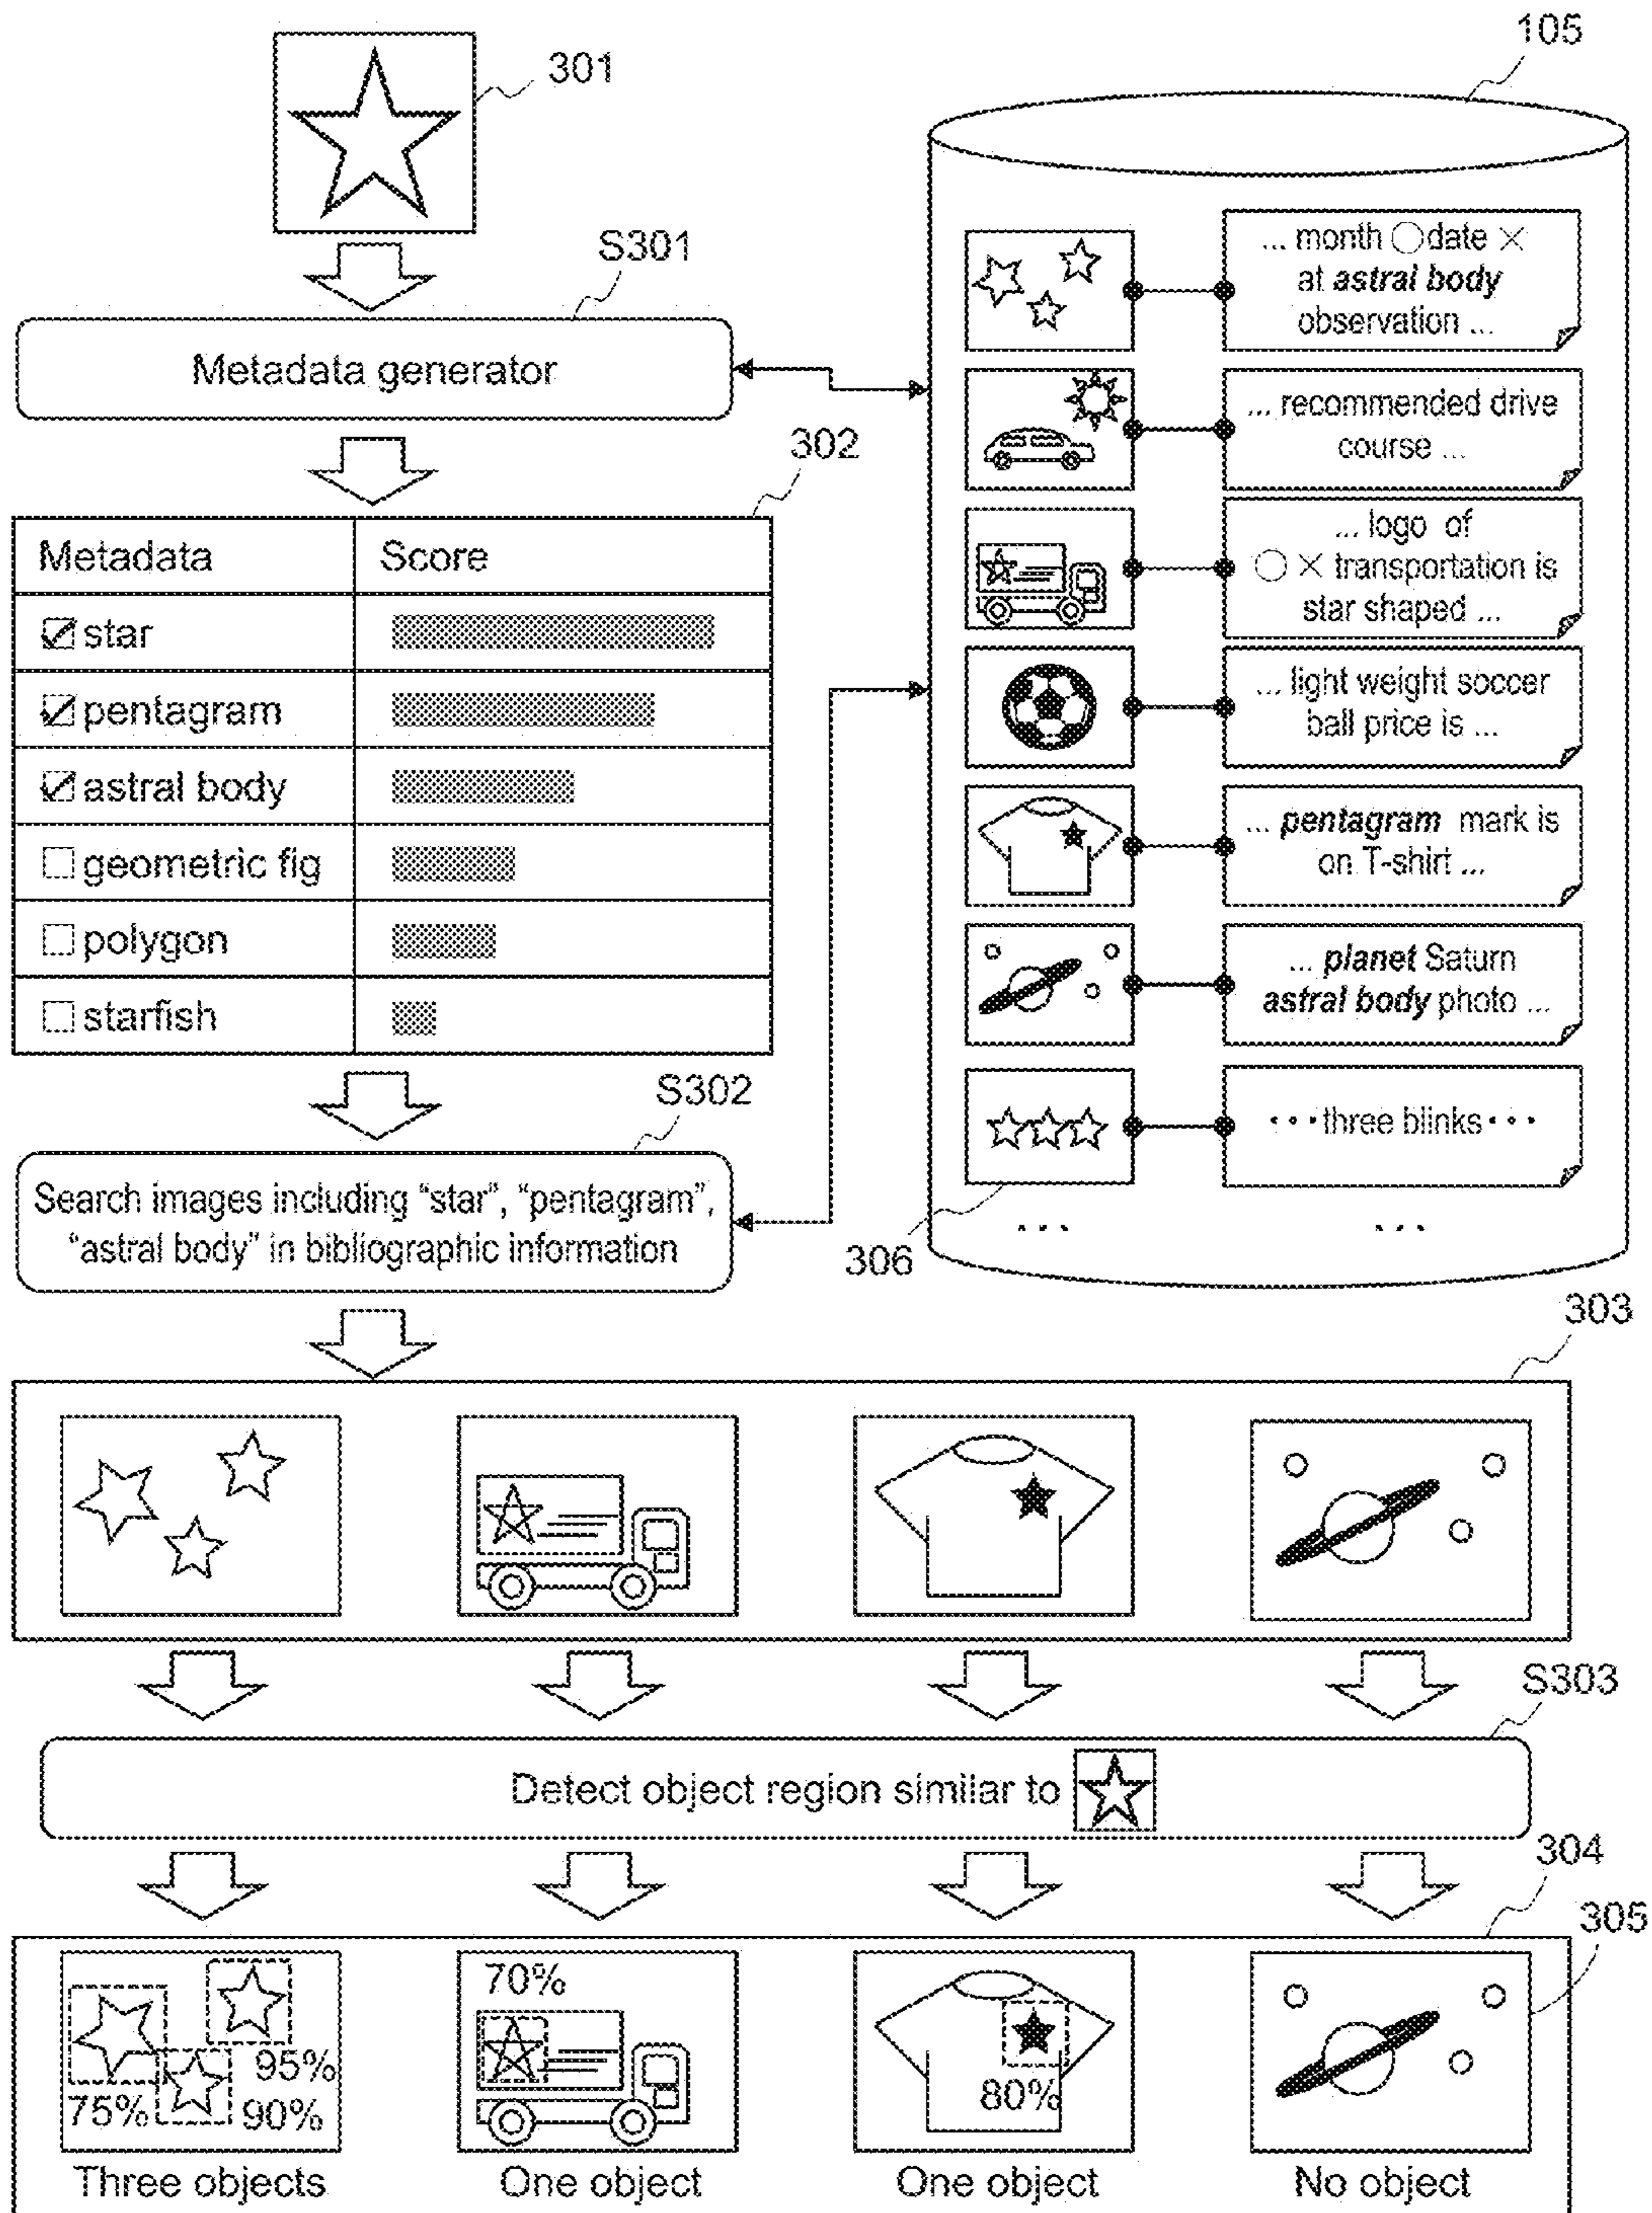 301
S301
Metadata generator
302
Metadata Score
star
pentagram
astral body
geometric fig
polygon
starfish
S302
Search images including “star”, “pentagram”,
“astral body” in bibliographic information
105
... month ○date ×
at astral body
observation ...
... recommended drive
course ...
... logo of
○ × transportation is
star shaped ...
... light weight soccer
ball price is ...
... pentagram mark is
on T-shirt ...
... planet Saturn
astral body photo ...
···three blinks···
306
... ...
303
S303
Detect object region similar to
304
305
95%
75% 90%
Three objects
70%
One object
80%
One object
No object